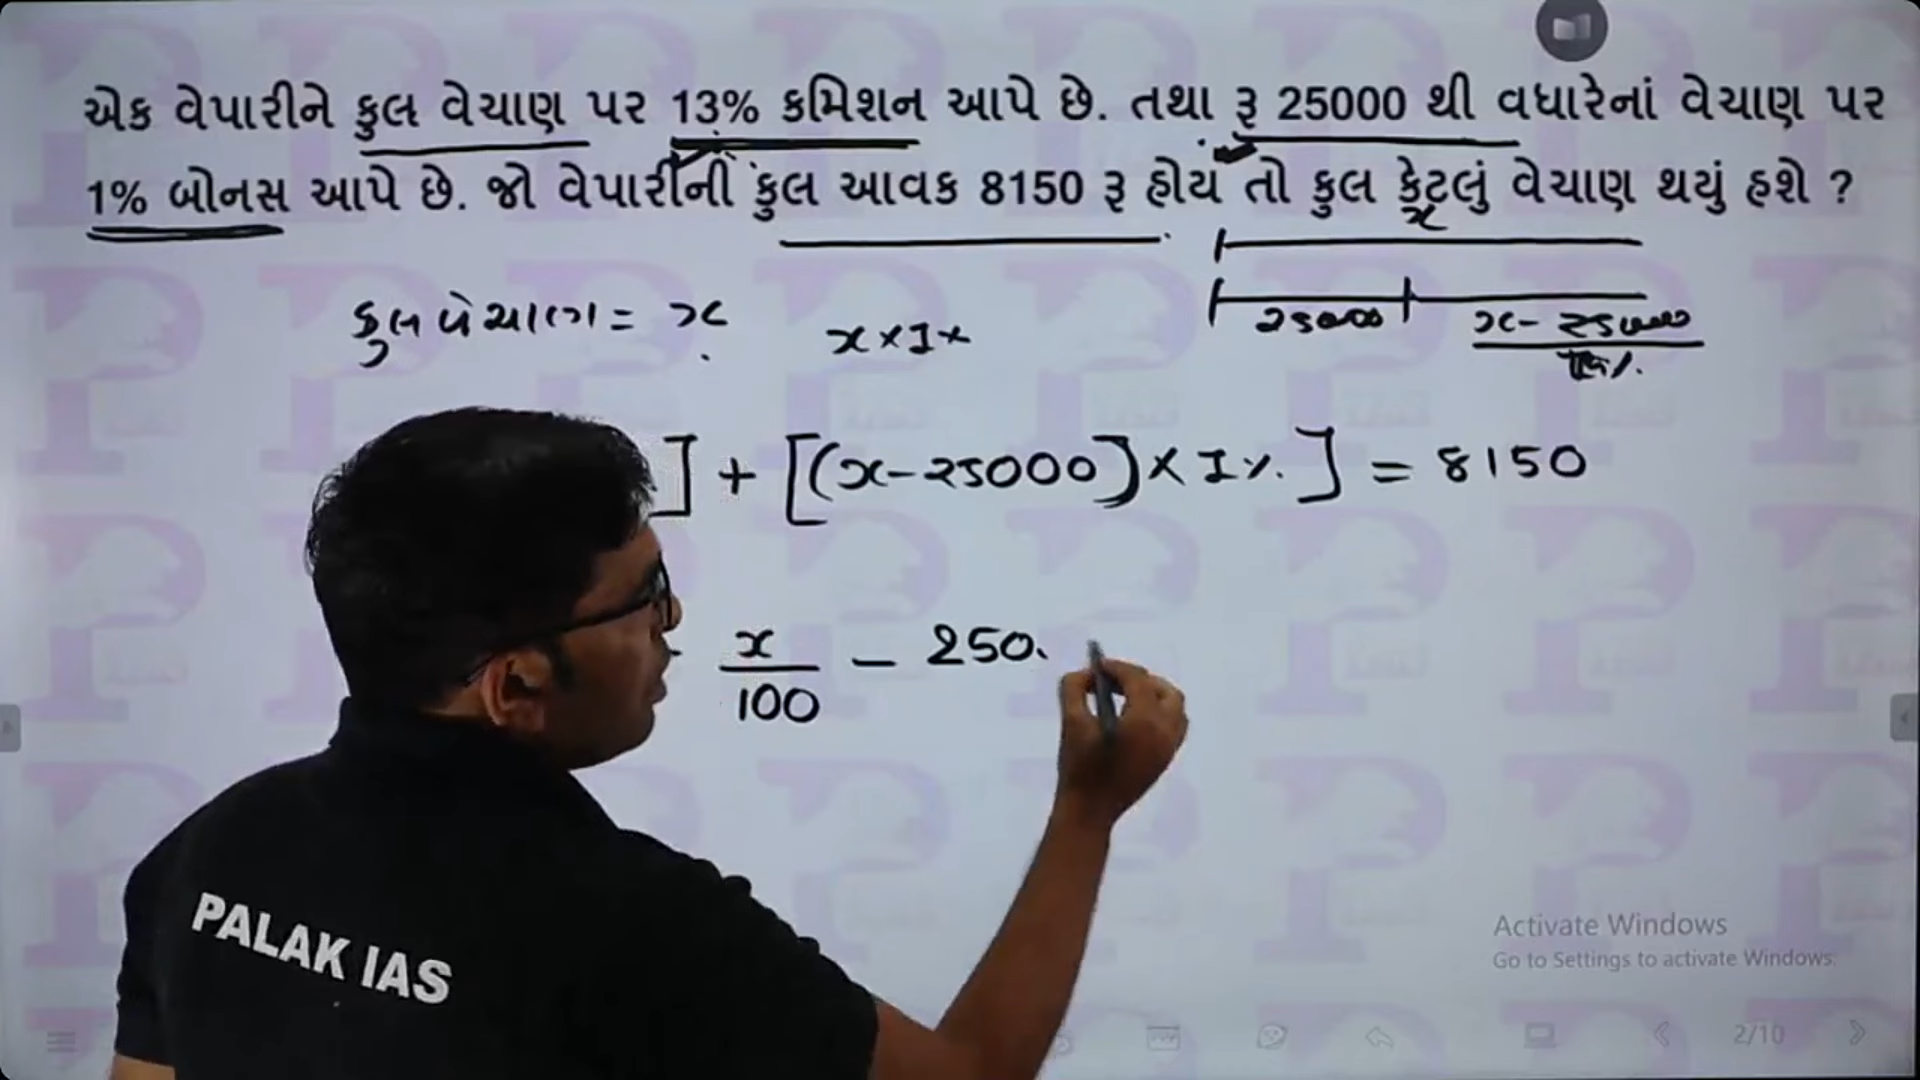 એક વેપારીને કુલ વેચાણ પર 13% કમિશન આપે છે. તથા રૂ 25000 થી વધારેનાં વેચાણ પર
1% બોનસ આપે છે. જો વેપારીની કુલ આવક 8150 રૂ હોય તો કુલ કેટલું વેચાણ થયું હશે ?
x
કુલ વેચાણ = x
x × 1%
25000
x - 25000
] + [(x-25000) × 1%] = 8150
x/100 - 250
PALAK IAS
Activate Windows
Go to Settings to activate Windows.
2/10